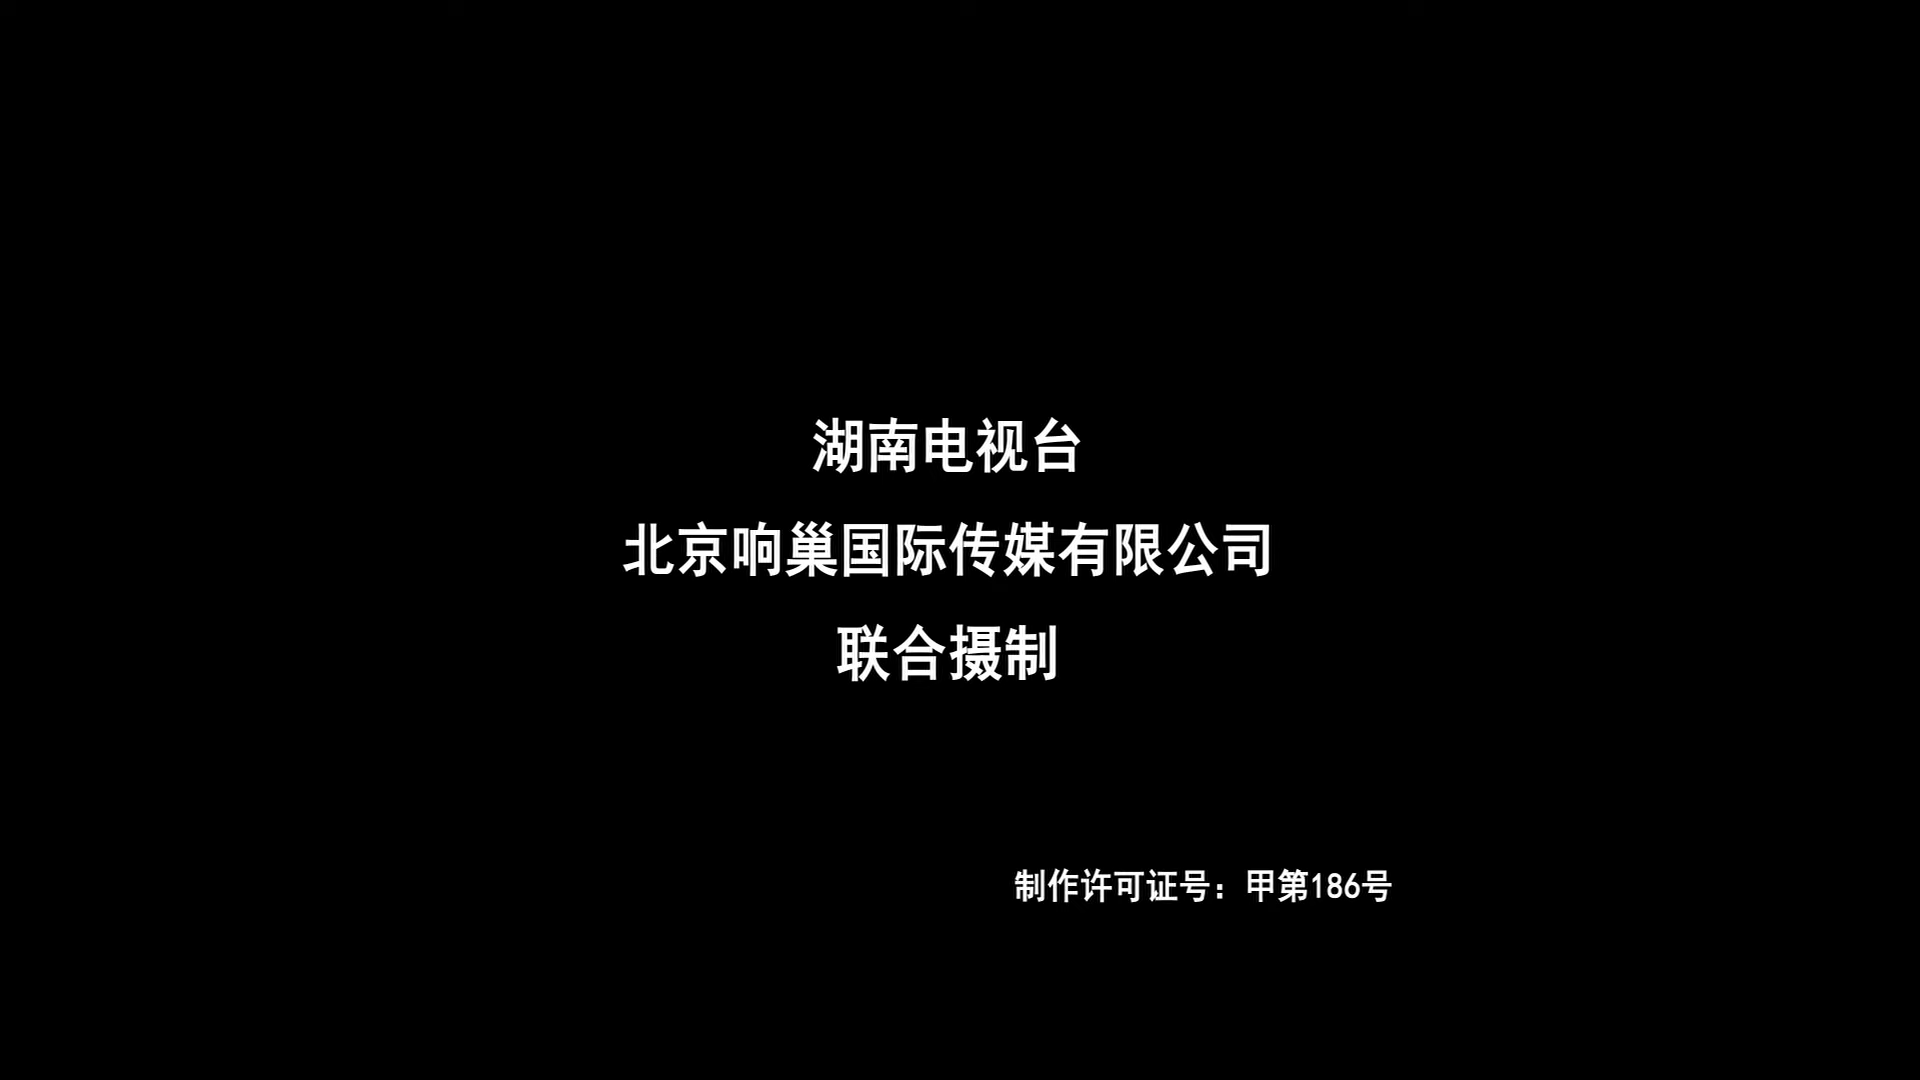 湖南电视台
北京响巢国际传媒有限公司
联合摄制
制作许可证号：甲第186号